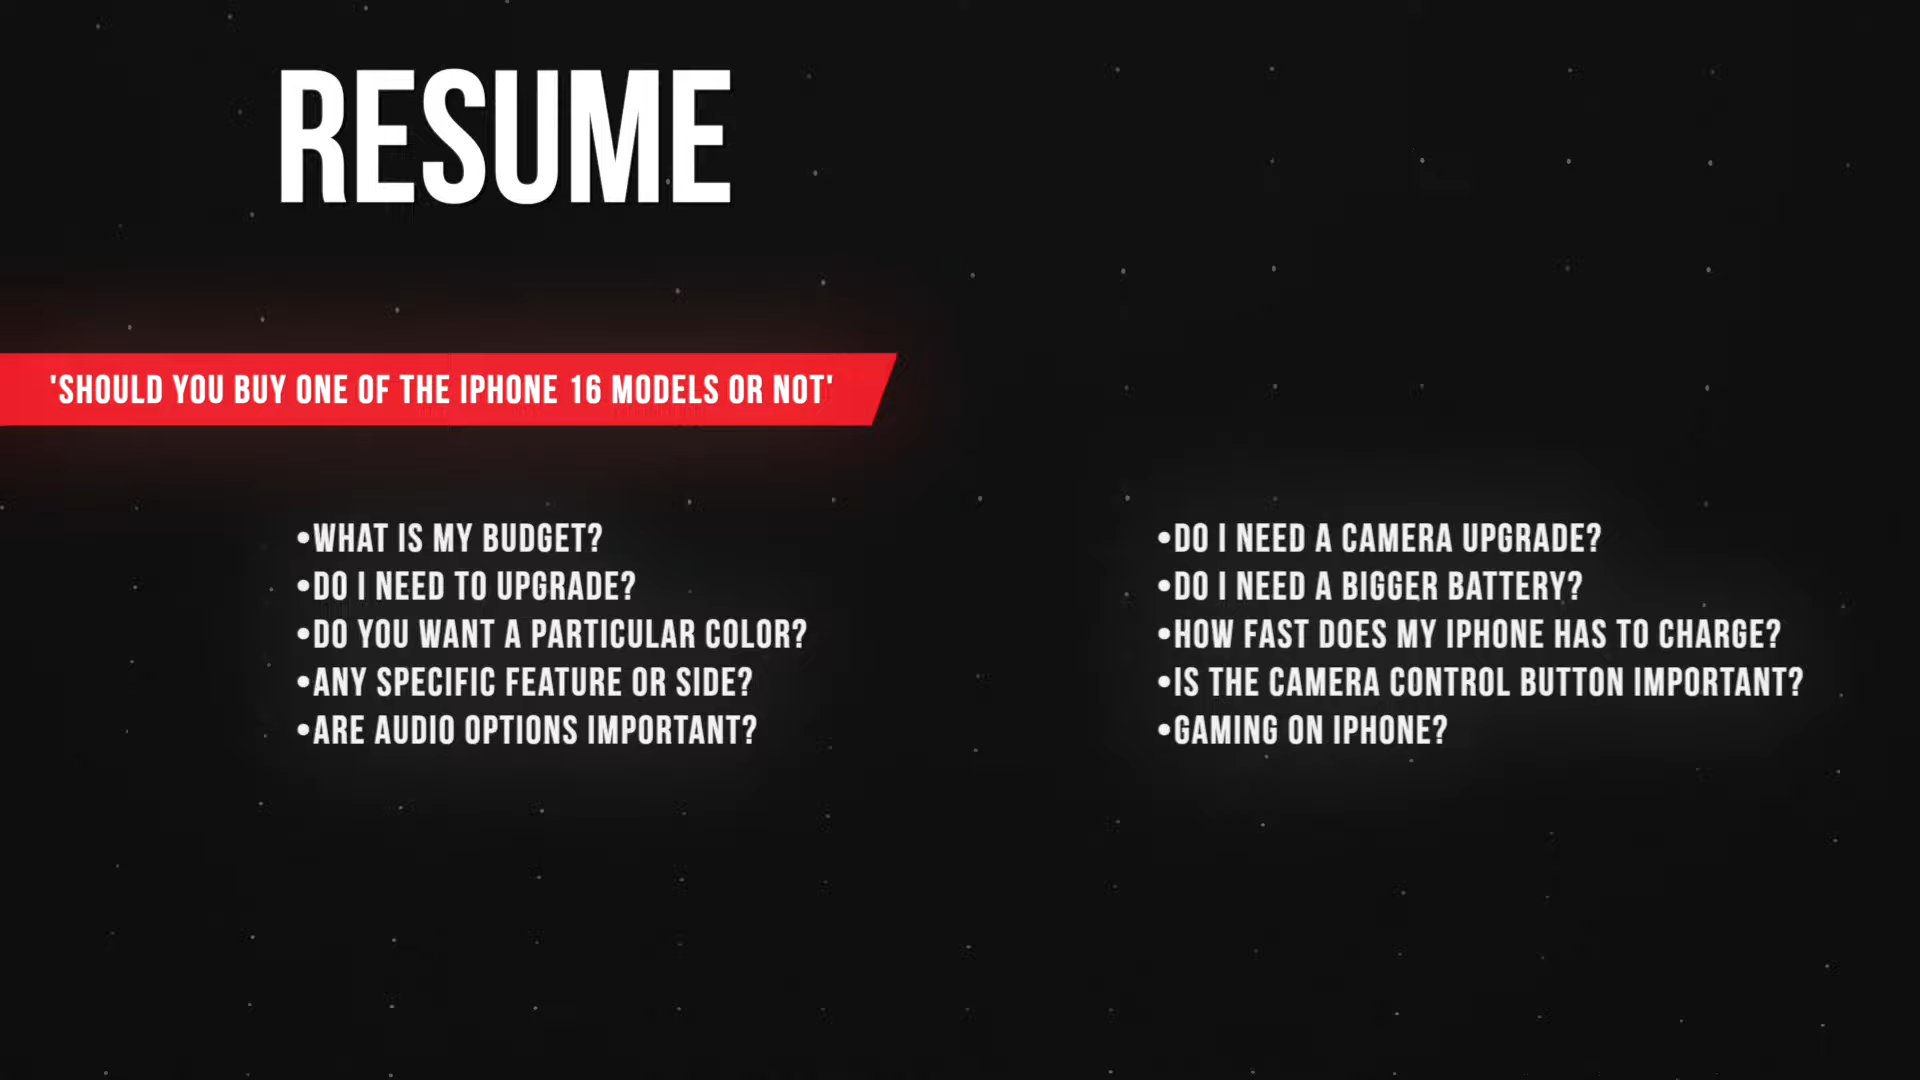 RESUME
'SHOULD YOU BUY ONE OF THE IPHONE 16 MODELS OR NOT'
•WHAT IS MY BUDGET?
•DO I NEED TO UPGRADE?
•DO YOU WANT A PARTICULAR COLOR?
•ANY SPECIFIC FEATURE OR SIDE?
•ARE AUDIO OPTIONS IMPORTANT?
•DO I NEED A CAMERA UPGRADE?
•DO I NEED A BIGGER BATTERY?
•HOW FAST DOES MY IPHONE HAS TO CHARGE?
•IS THE CAMERA CONTROL BUTTON IMPORTANT?
•GAMING ON IPHONE?